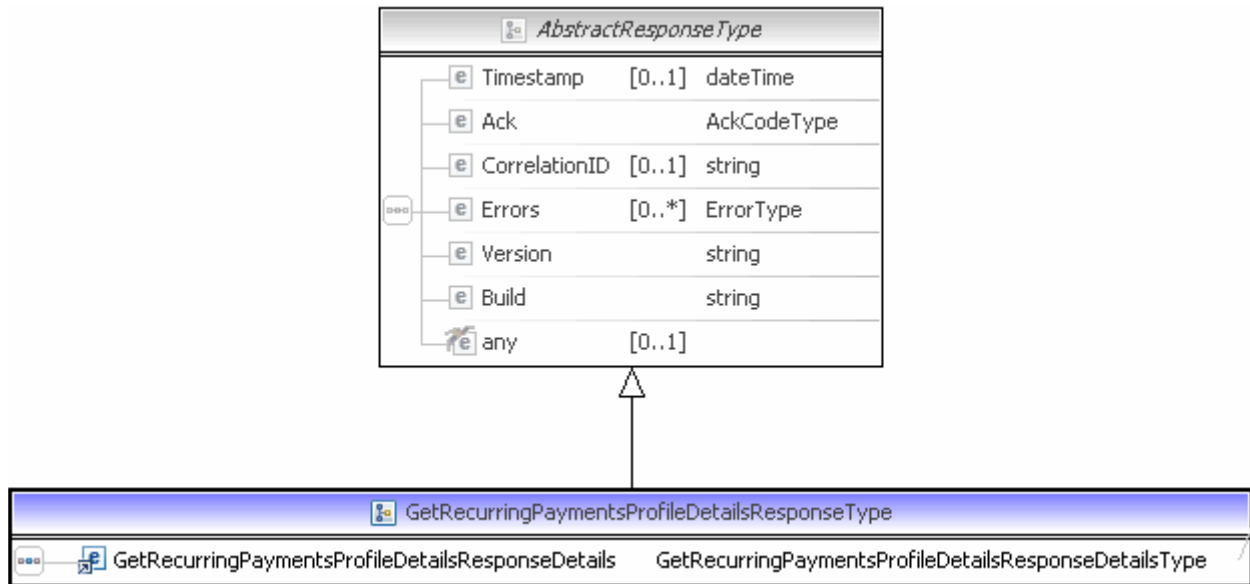 AbstractResponseType
e Timestamp [0..1] dateTime
e Ack AckCodeType
e CorrelationID [0..1] string
e Errors [0..*] ErrorType
e Version string
e Build string
e any [0..1]
GetRecurringPaymentsProfileDetailsResponseType
e GetRecurringPaymentsProfileDetailsResponseDetails GetRecurringPaymentsProfileDetailsResponseDetailsType